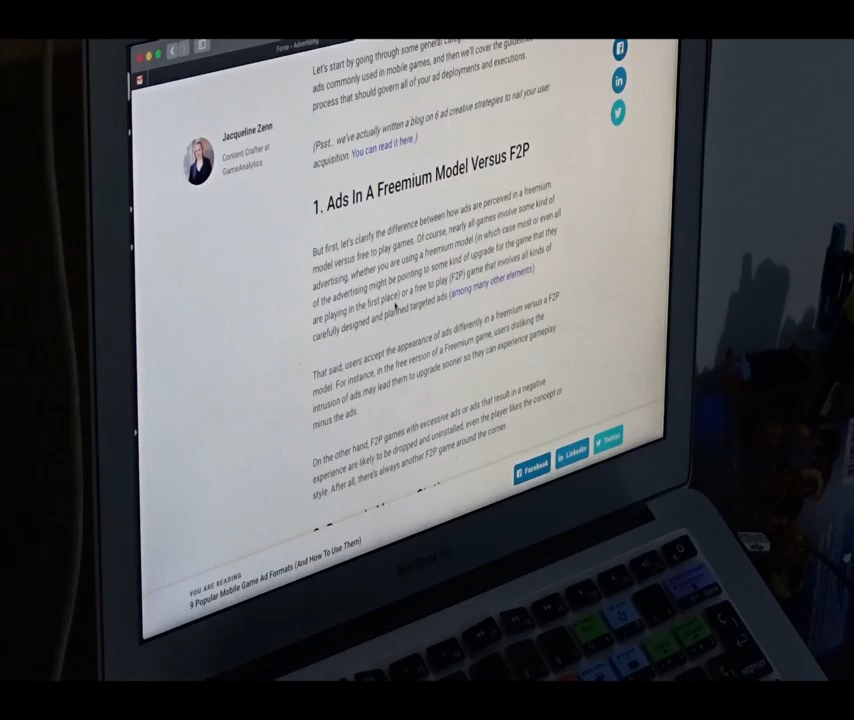 Force - Advertising
Let's start by going through some general
ads commonly used in mobile games, and then we'll cover the guideline
process that should govern all of your ad deployments and executions.
Jacqueline Zenn
Content Crafter at
GameAnalytics
(Psst... we've actually written a blog on 6 ad creative strategies to nail your user
acquisition. You can read it here.)
1. Ads In A Freemium Model Versus F2P
But first, let's clarify the difference between how ads are perceived in a freemium
model versus free to play games. Of course, nearly all games involve some kind of
advertising, whether you are using a freemium model (in which case most or even all
of the advertising might be pointing to some kind of upgrade for the game that they
are playing in the first place) or a free to play (F2P) game that involves all kinds of
carefully designed and planned targeted ads (among many other elements)
That said, users accept the appearance of ads differently in a freemium versus a F2P
model. For instance, in the free version of a Freemium game, users disliking the
intrusion of ads may lead them to upgrade sooner so they can experience gameplay
minus the ads.
On the other hand, F2P games with excessive ads or ads that result in a negative
experience are likely to be dropped and uninstalled, even the player likes the concept or
style. After all, there's always another F2P game around the corner.
Facebook
LinkedIn
Twitter
YOU ARE READING
9 Popular Mobile Game Ad Formats (And How To Use Them)
MacBook Air
regresar